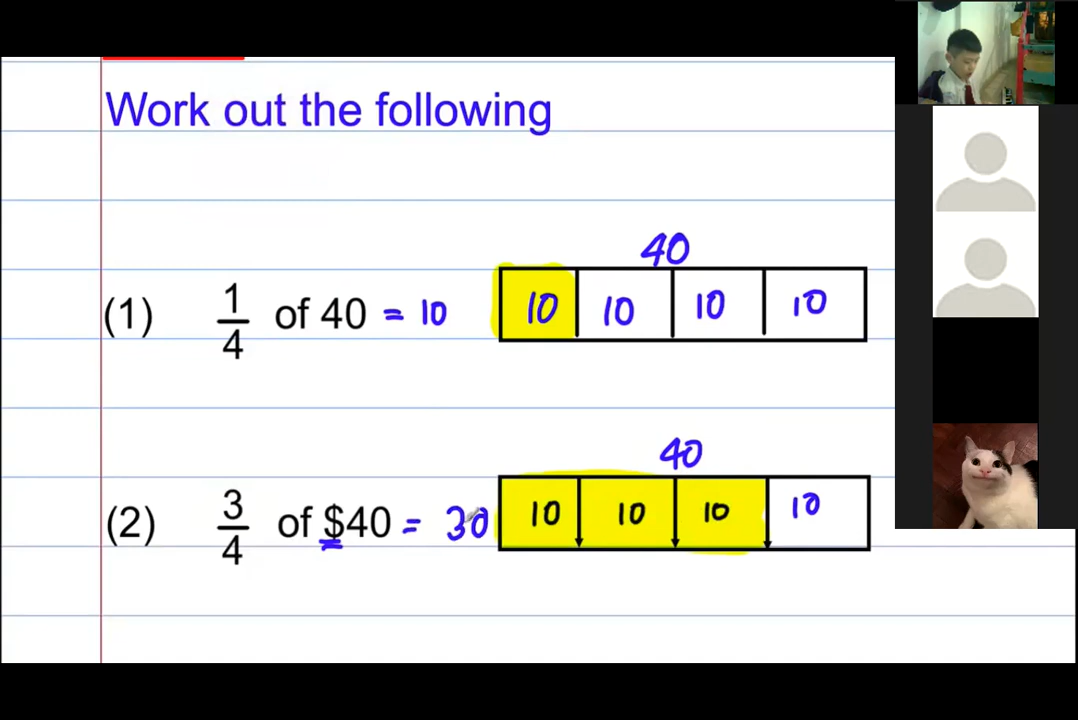 Work out the following
40
(1) 1/4 of 40 = 10 10 10 10 10
40
(2) 3/4 of $40 = 30 10 10 10 10